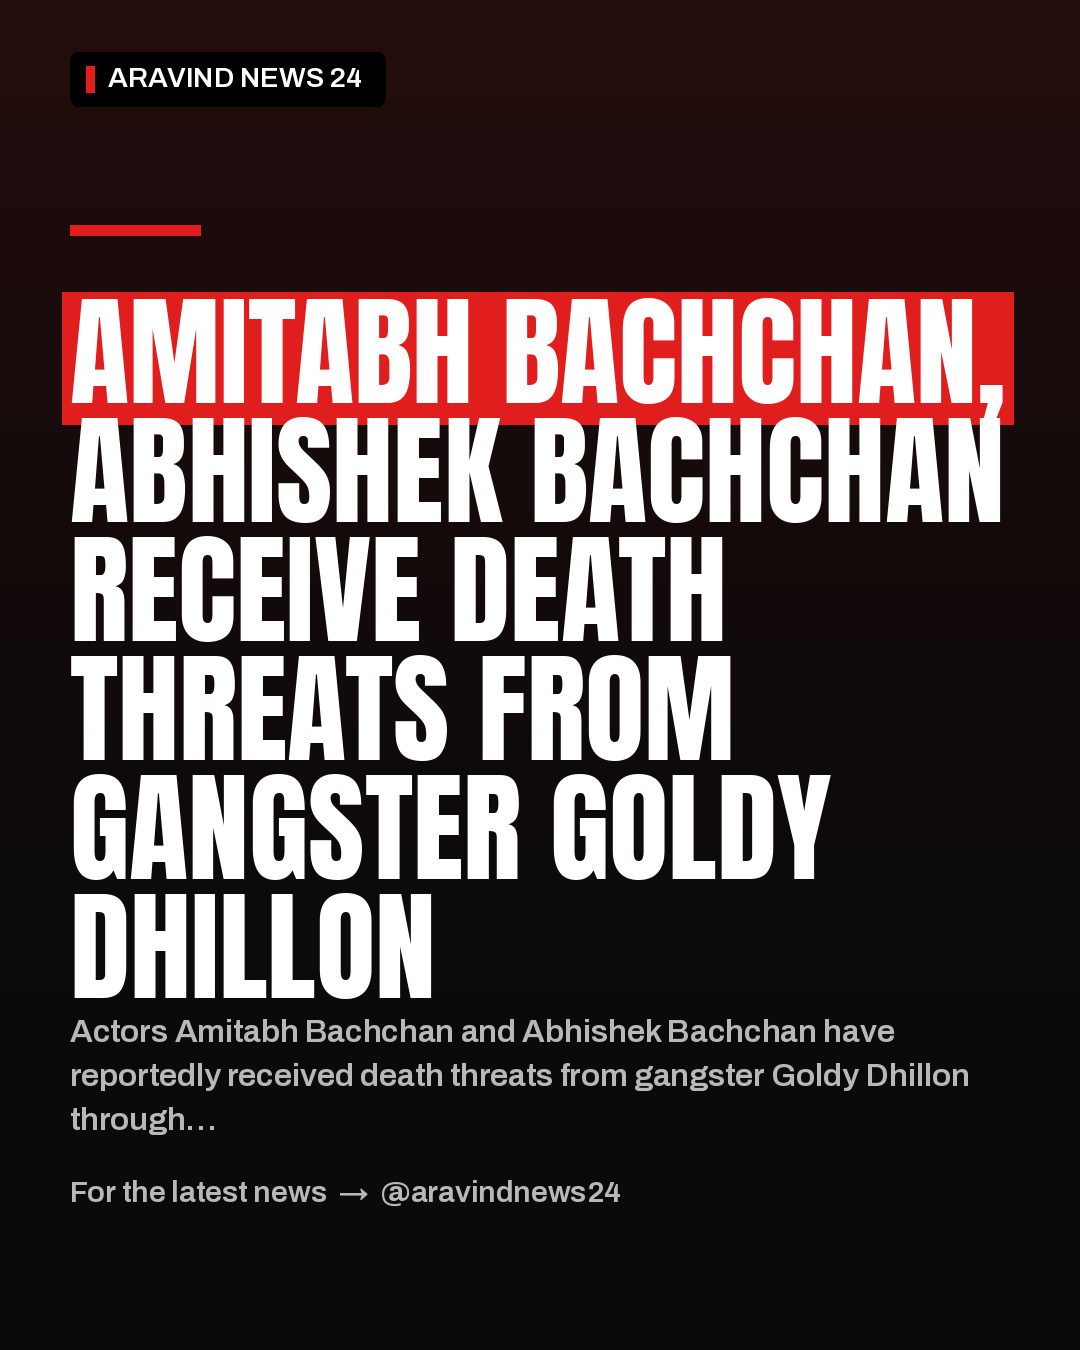 ARAVIND NEWS 24
AMITABH BACHCHAN,
ABHISHEK BACHCHAN
RECEIVE DEATH
THREATS FROM
GANGSTER GOLDY
DHILLON
Actors Amitabh Bachchan and Abhishek Bachchan have
reportedly received death threats from gangster Goldy Dhillon
through...
For the latest news → @aravindnews24